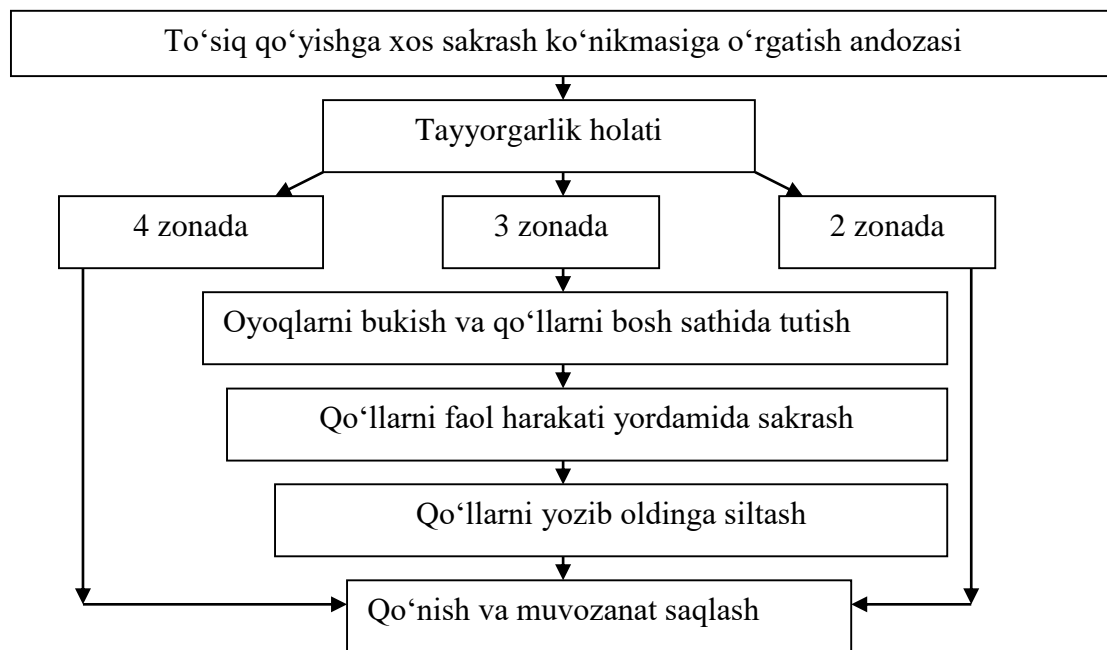 To‘siq qo‘yishga xos sakrash ko‘nikmasiga o‘rgatish andozasi
Tayyorgarlik holati
4 zonada
3 zonada
2 zonada
Oyoqlarni bukish va qo‘llarni bosh sathida tutish
Qo‘llarni faol harakati yordamida sakrash
Qo‘llarni yozib oldinga siltash
Qo‘nish va muvozanat saqlash